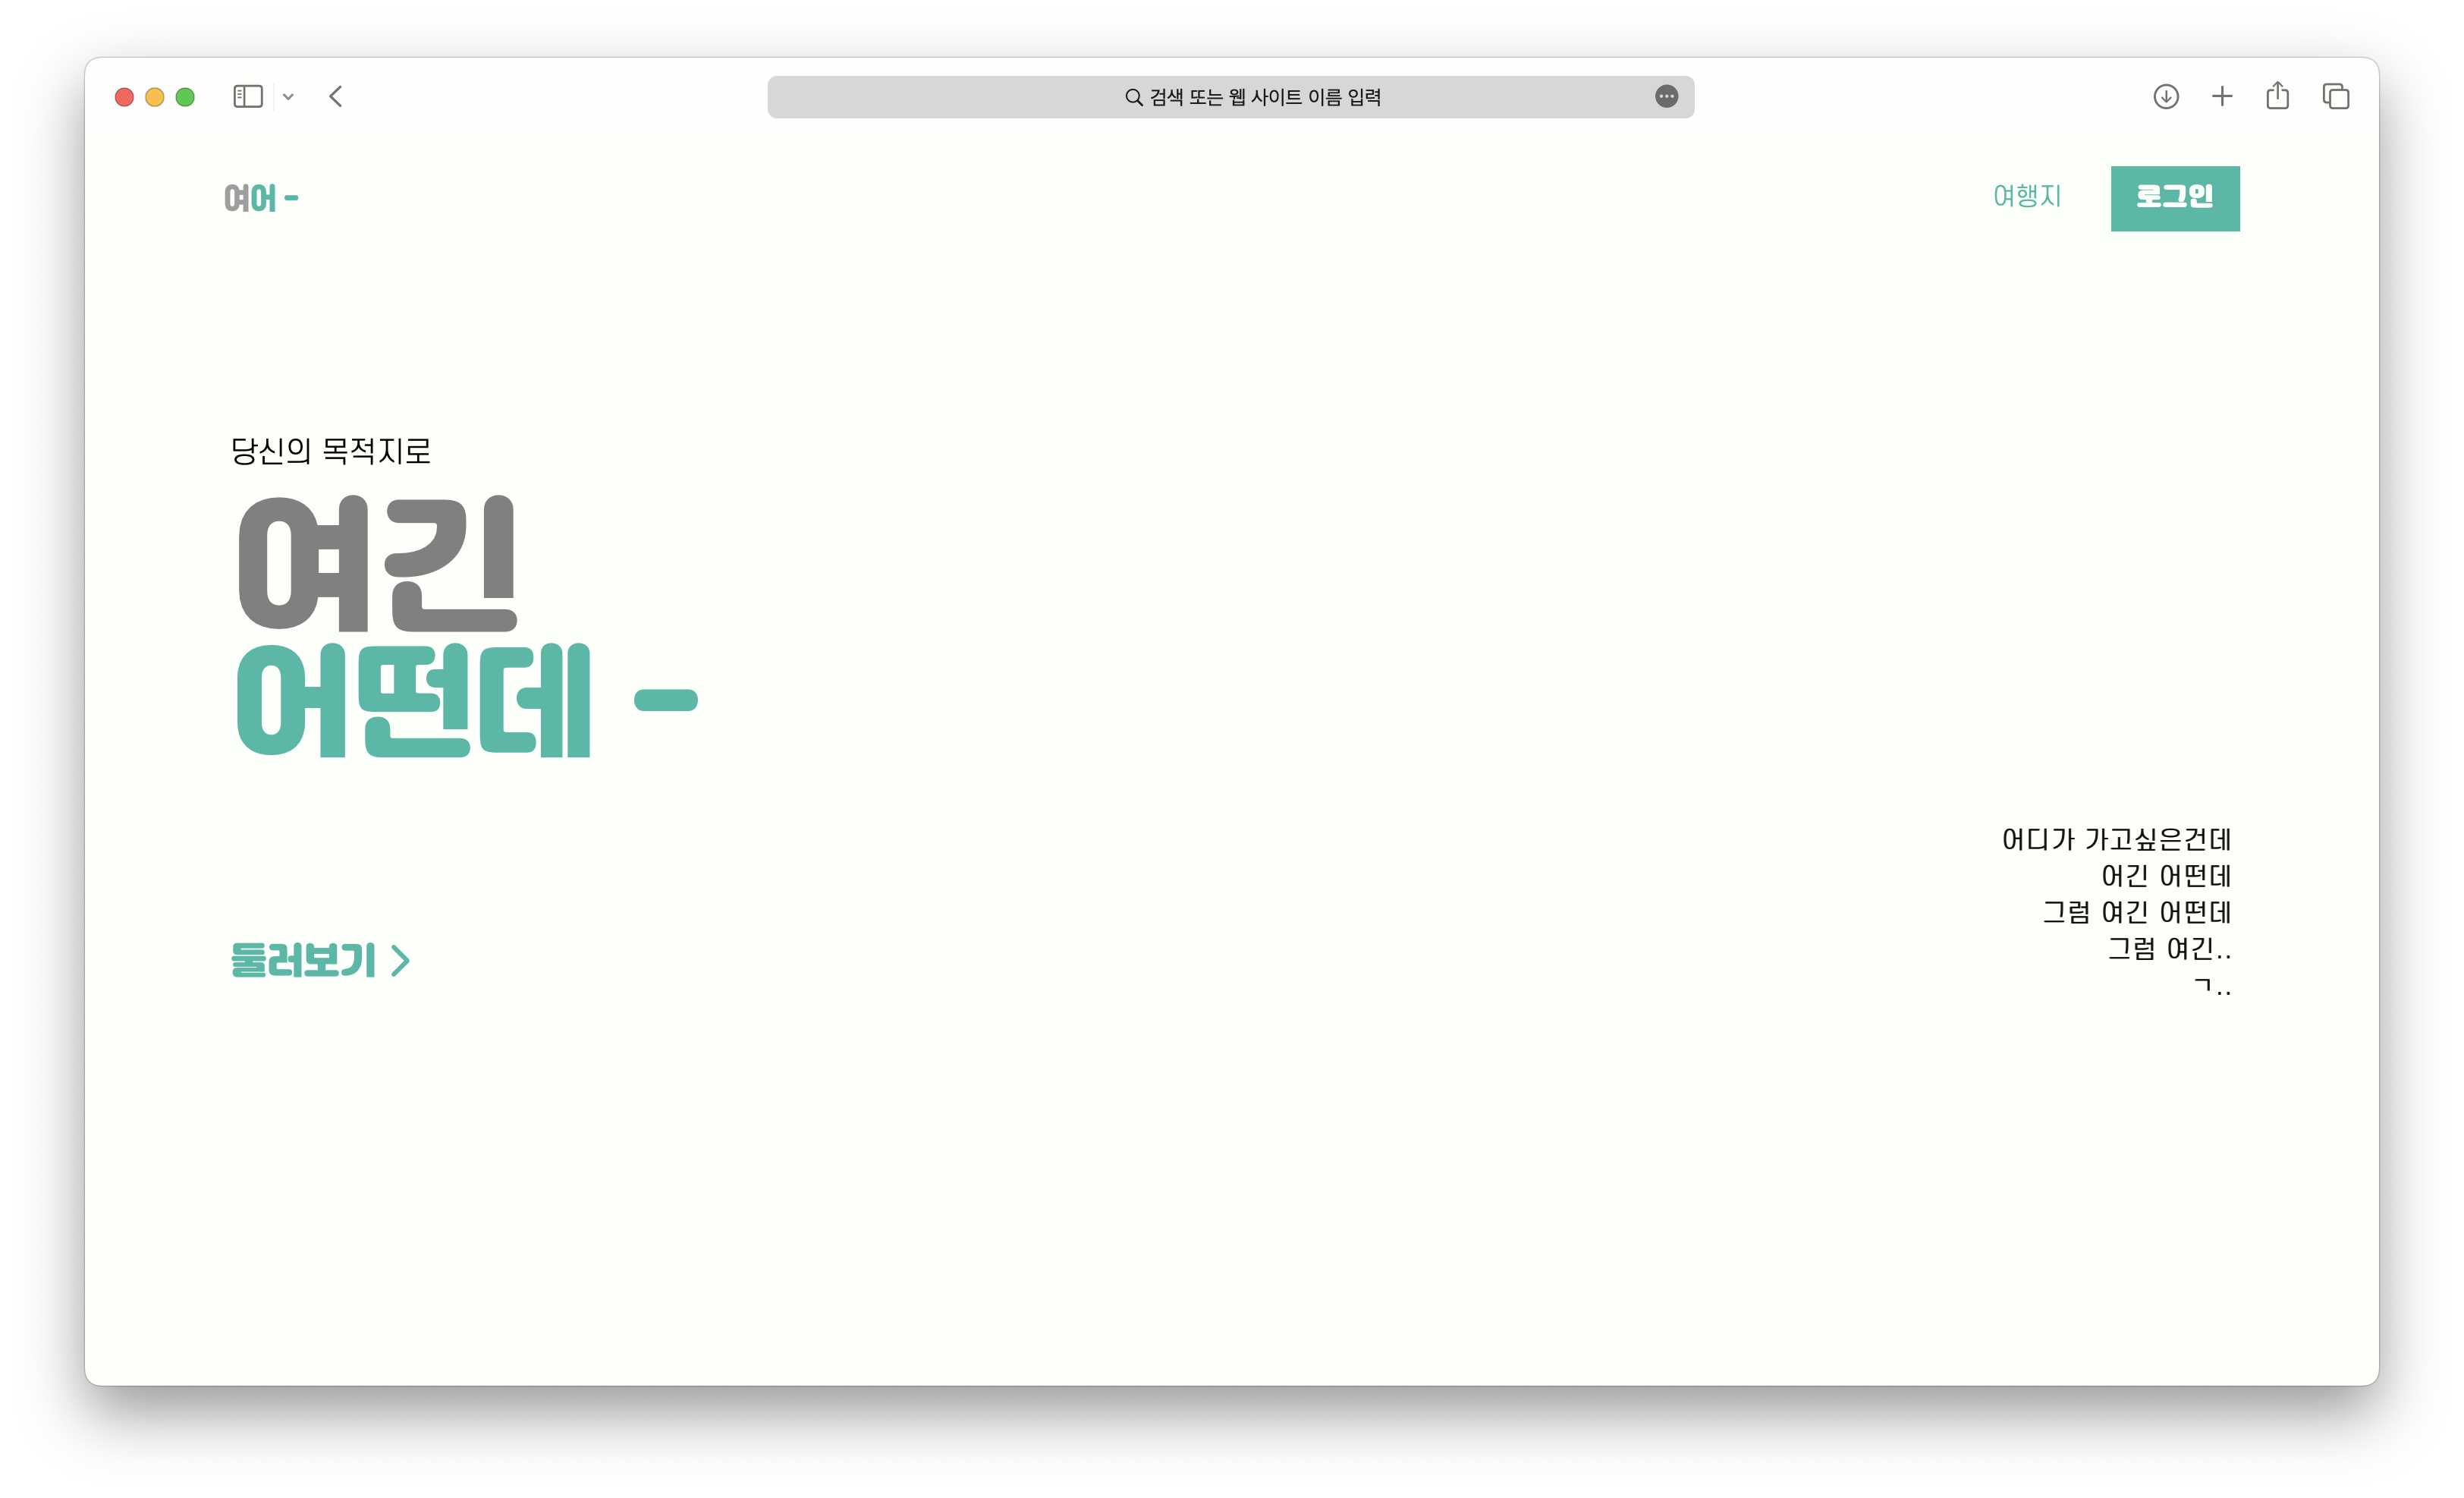 검색 또는 웹 사이트 이름 입력
여어 -
여행지
로그인
당신의 목적지로
여긴
어떤데 -
어디가 가고싶은건데
어긴 어떤데
그럼 여긴 어떤데
그럼 여긴..
ㄱ..
둘러보기 >